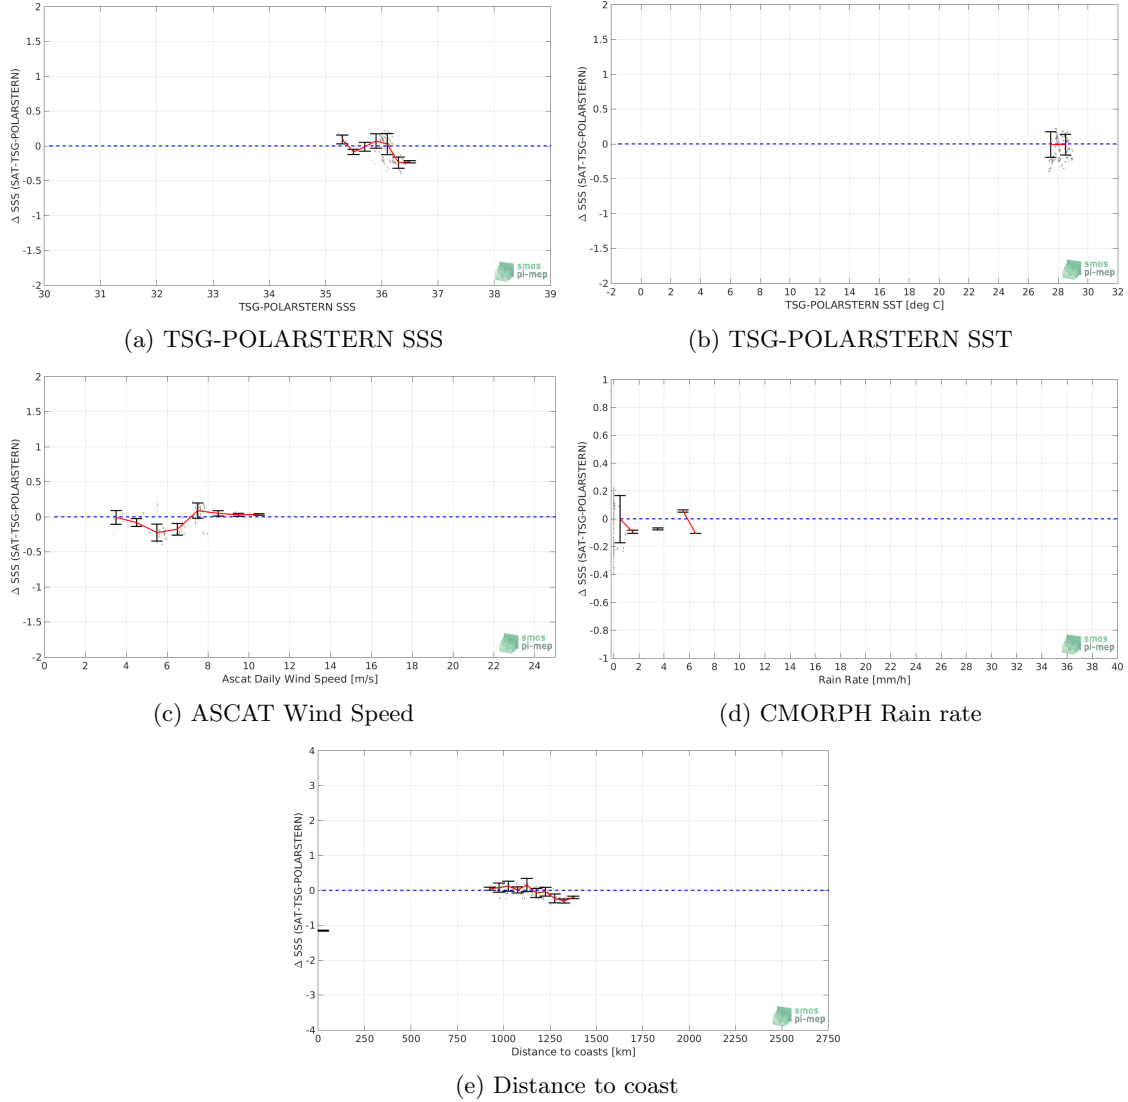 2
1.5
1
0.5
0
-0.5
-1
-1.5
-2
Δ SSS (SAT-TSG-POLARSTERN)
30 31 32 33 34 35 36 37 38 39
TSG-POLARSTERN SSS
smos
pi-mep
(a) TSG-POLARSTERN SSS
2
1.5
1
0.5
0
-0.5
-1
-1.5
-2
Δ SSS (SAT-TSG-POLARSTERN)
-2 0 2 4 6 8 10 12 14 16 18 20 22 24 26 28 30 32
TSG-POLARSTERN SST [deg C]
smos
pi-mep
(b) TSG-POLARSTERN SST
2
1.5
1
0.5
0
-0.5
-1
-1.5
-2
Δ SSS (SAT-TSG-POLARSTERN)
0 2 4 6 8 10 12 14 16 18 20 22 24
Ascat Daily Wind Speed [m/s]
smos
pi-mep
(c) ASCAT Wind Speed
1
0.8
0.6
0.4
0.2
0
-0.2
-0.4
-0.6
-0.8
-1
Δ SSS (SAT-TSG-POLARSTERN)
0 2 4 6 8 10 12 14 16 18 20 22 24 26 28 30 32 34 36 38 40
Rain Rate [mm/h]
smos
pi-mep
(d) CMORPH Rain rate
4
3
2
1
0
-1
-2
-3
-4
Δ SSS (SAT-TSG-POLARSTERN)
0 250 500 750 1000 1250 1500 1750 2000 2250 2500 2750
Distance to coasts [km]
smos
pi-mep
(e) Distance to coast